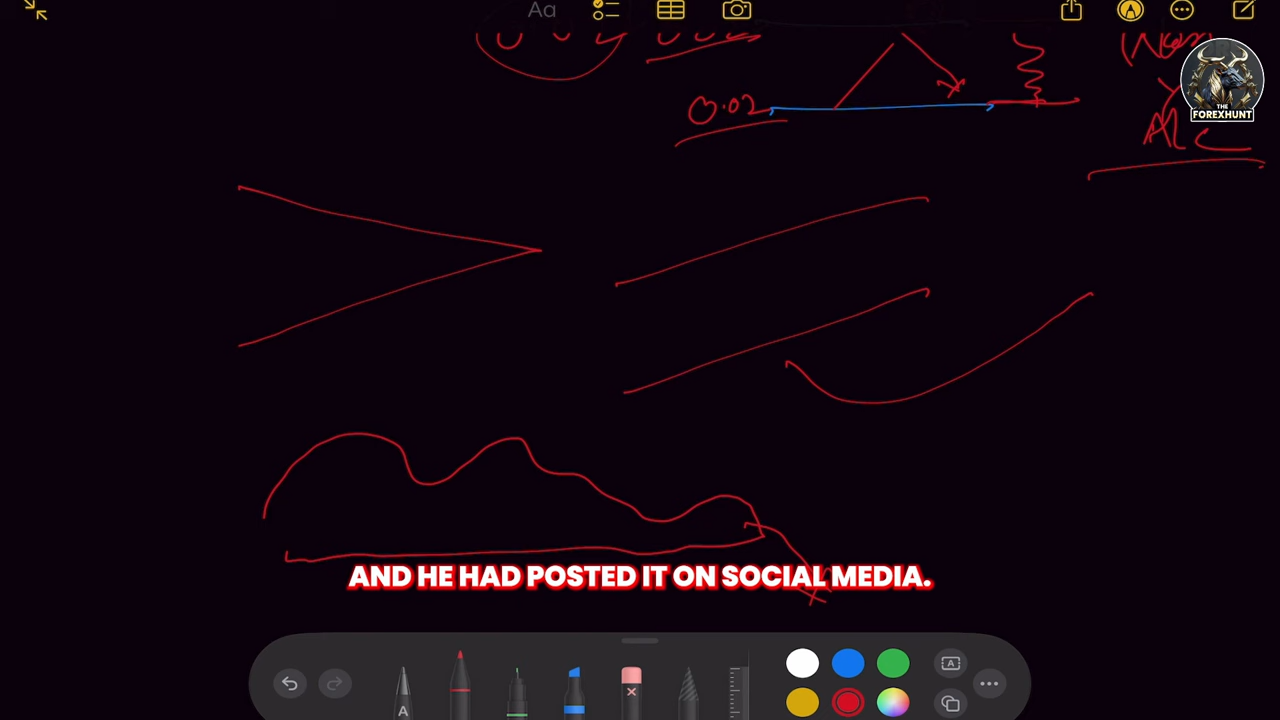 Aa
0.02
THE
FOREXHUNT
AND HE HAD POSTED IT ON SOCIAL MEDIA.
A
A